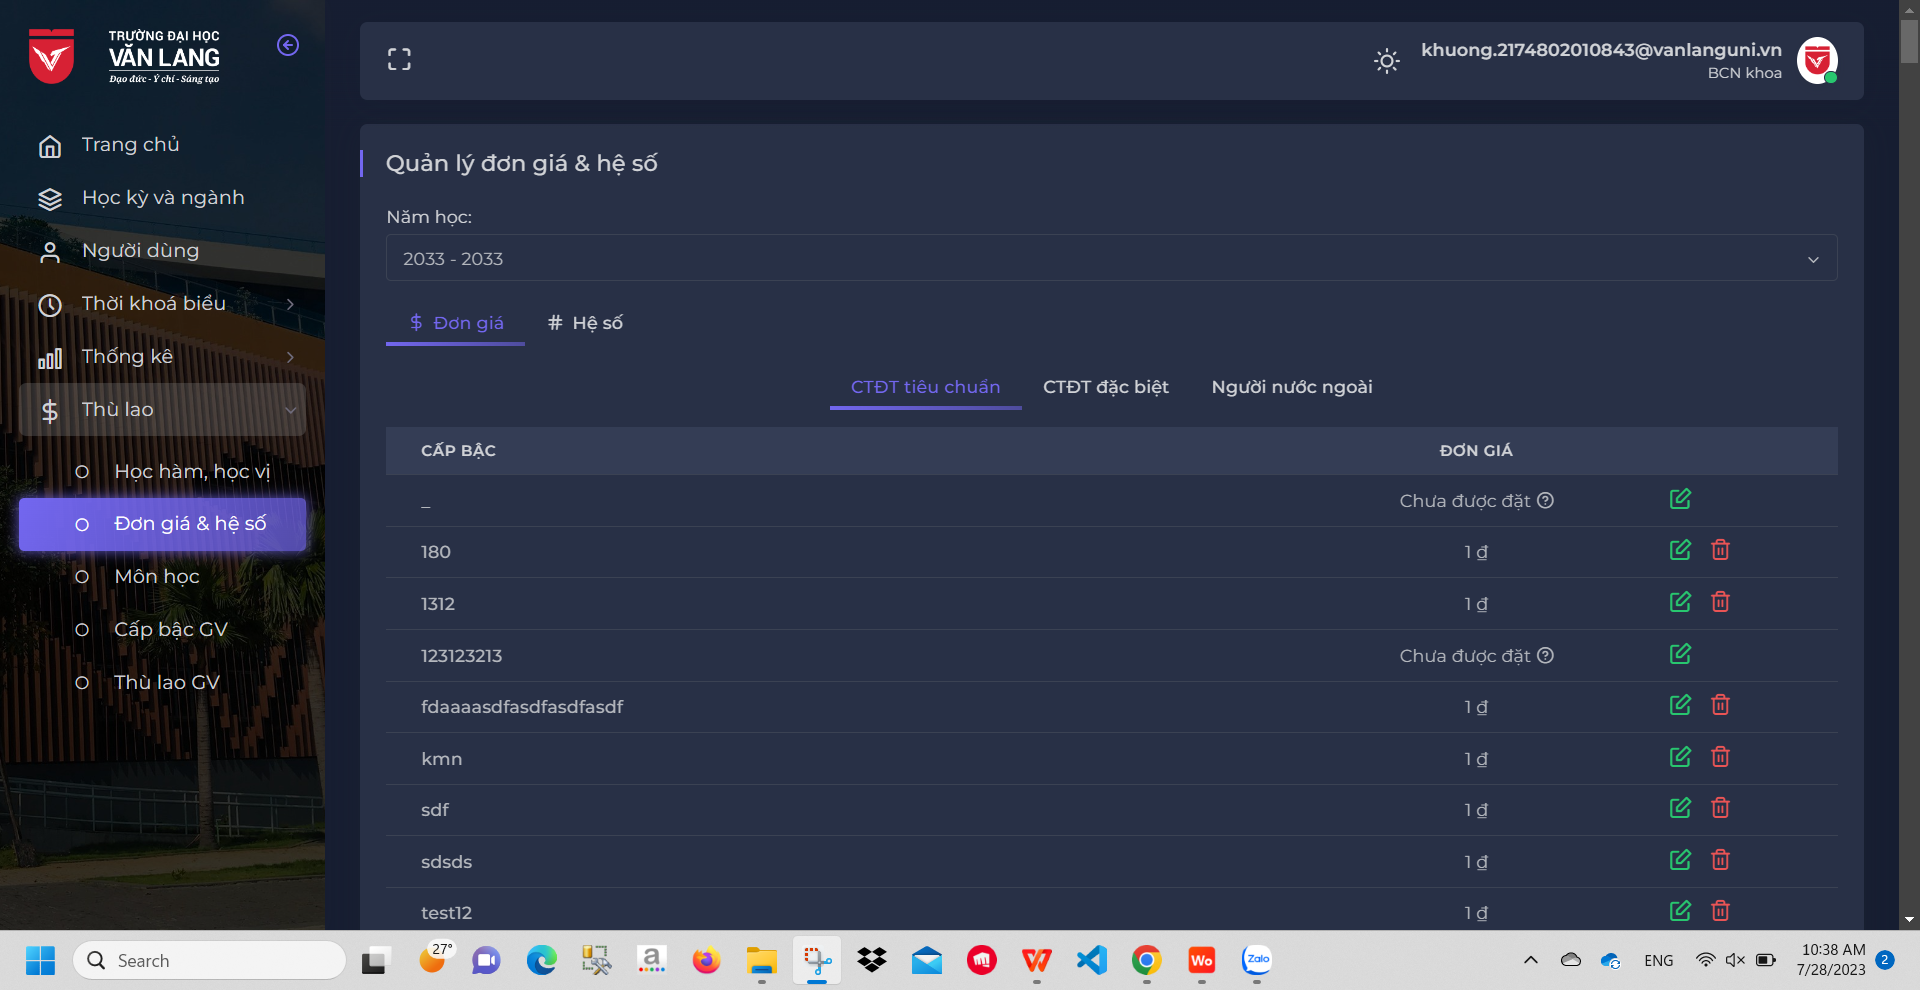 TRƯỜNG ĐẠI HỌC
VĂN LANG
Đạo đức - Ý chí - Sáng tạo
Trang chủ
Học kỳ và ngành
Người dùng
Thời khoá biểu
Thống kê
Thù lao
Học hàm, học vị
Đơn giá & hệ số
Môn học
Cấp bậc GV
Thù lao GV
khuong.2174802010843@vanlanguni.vn
BCN khoa
Quản lý đơn giá & hệ số
Năm học:
2033 - 2033
$ Đơn giá # Hệ số
CTĐT tiêu chuẩn CTĐT đặc biệt Người nước ngoài
CẤP BẬC ĐƠN GIÁ
_ Chưa được đặt
180 1 ₫
1312 1 ₫
123123213 Chưa được đặt
fdaaaasdfasdfasdfasdf 1 ₫
kmn 1 ₫
sdf 1 ₫
sdsds 1 ₫
test12 1 ₫
Search
27°
a
Wo
Zalo
ENG
10:38 AM
7/28/2023
2